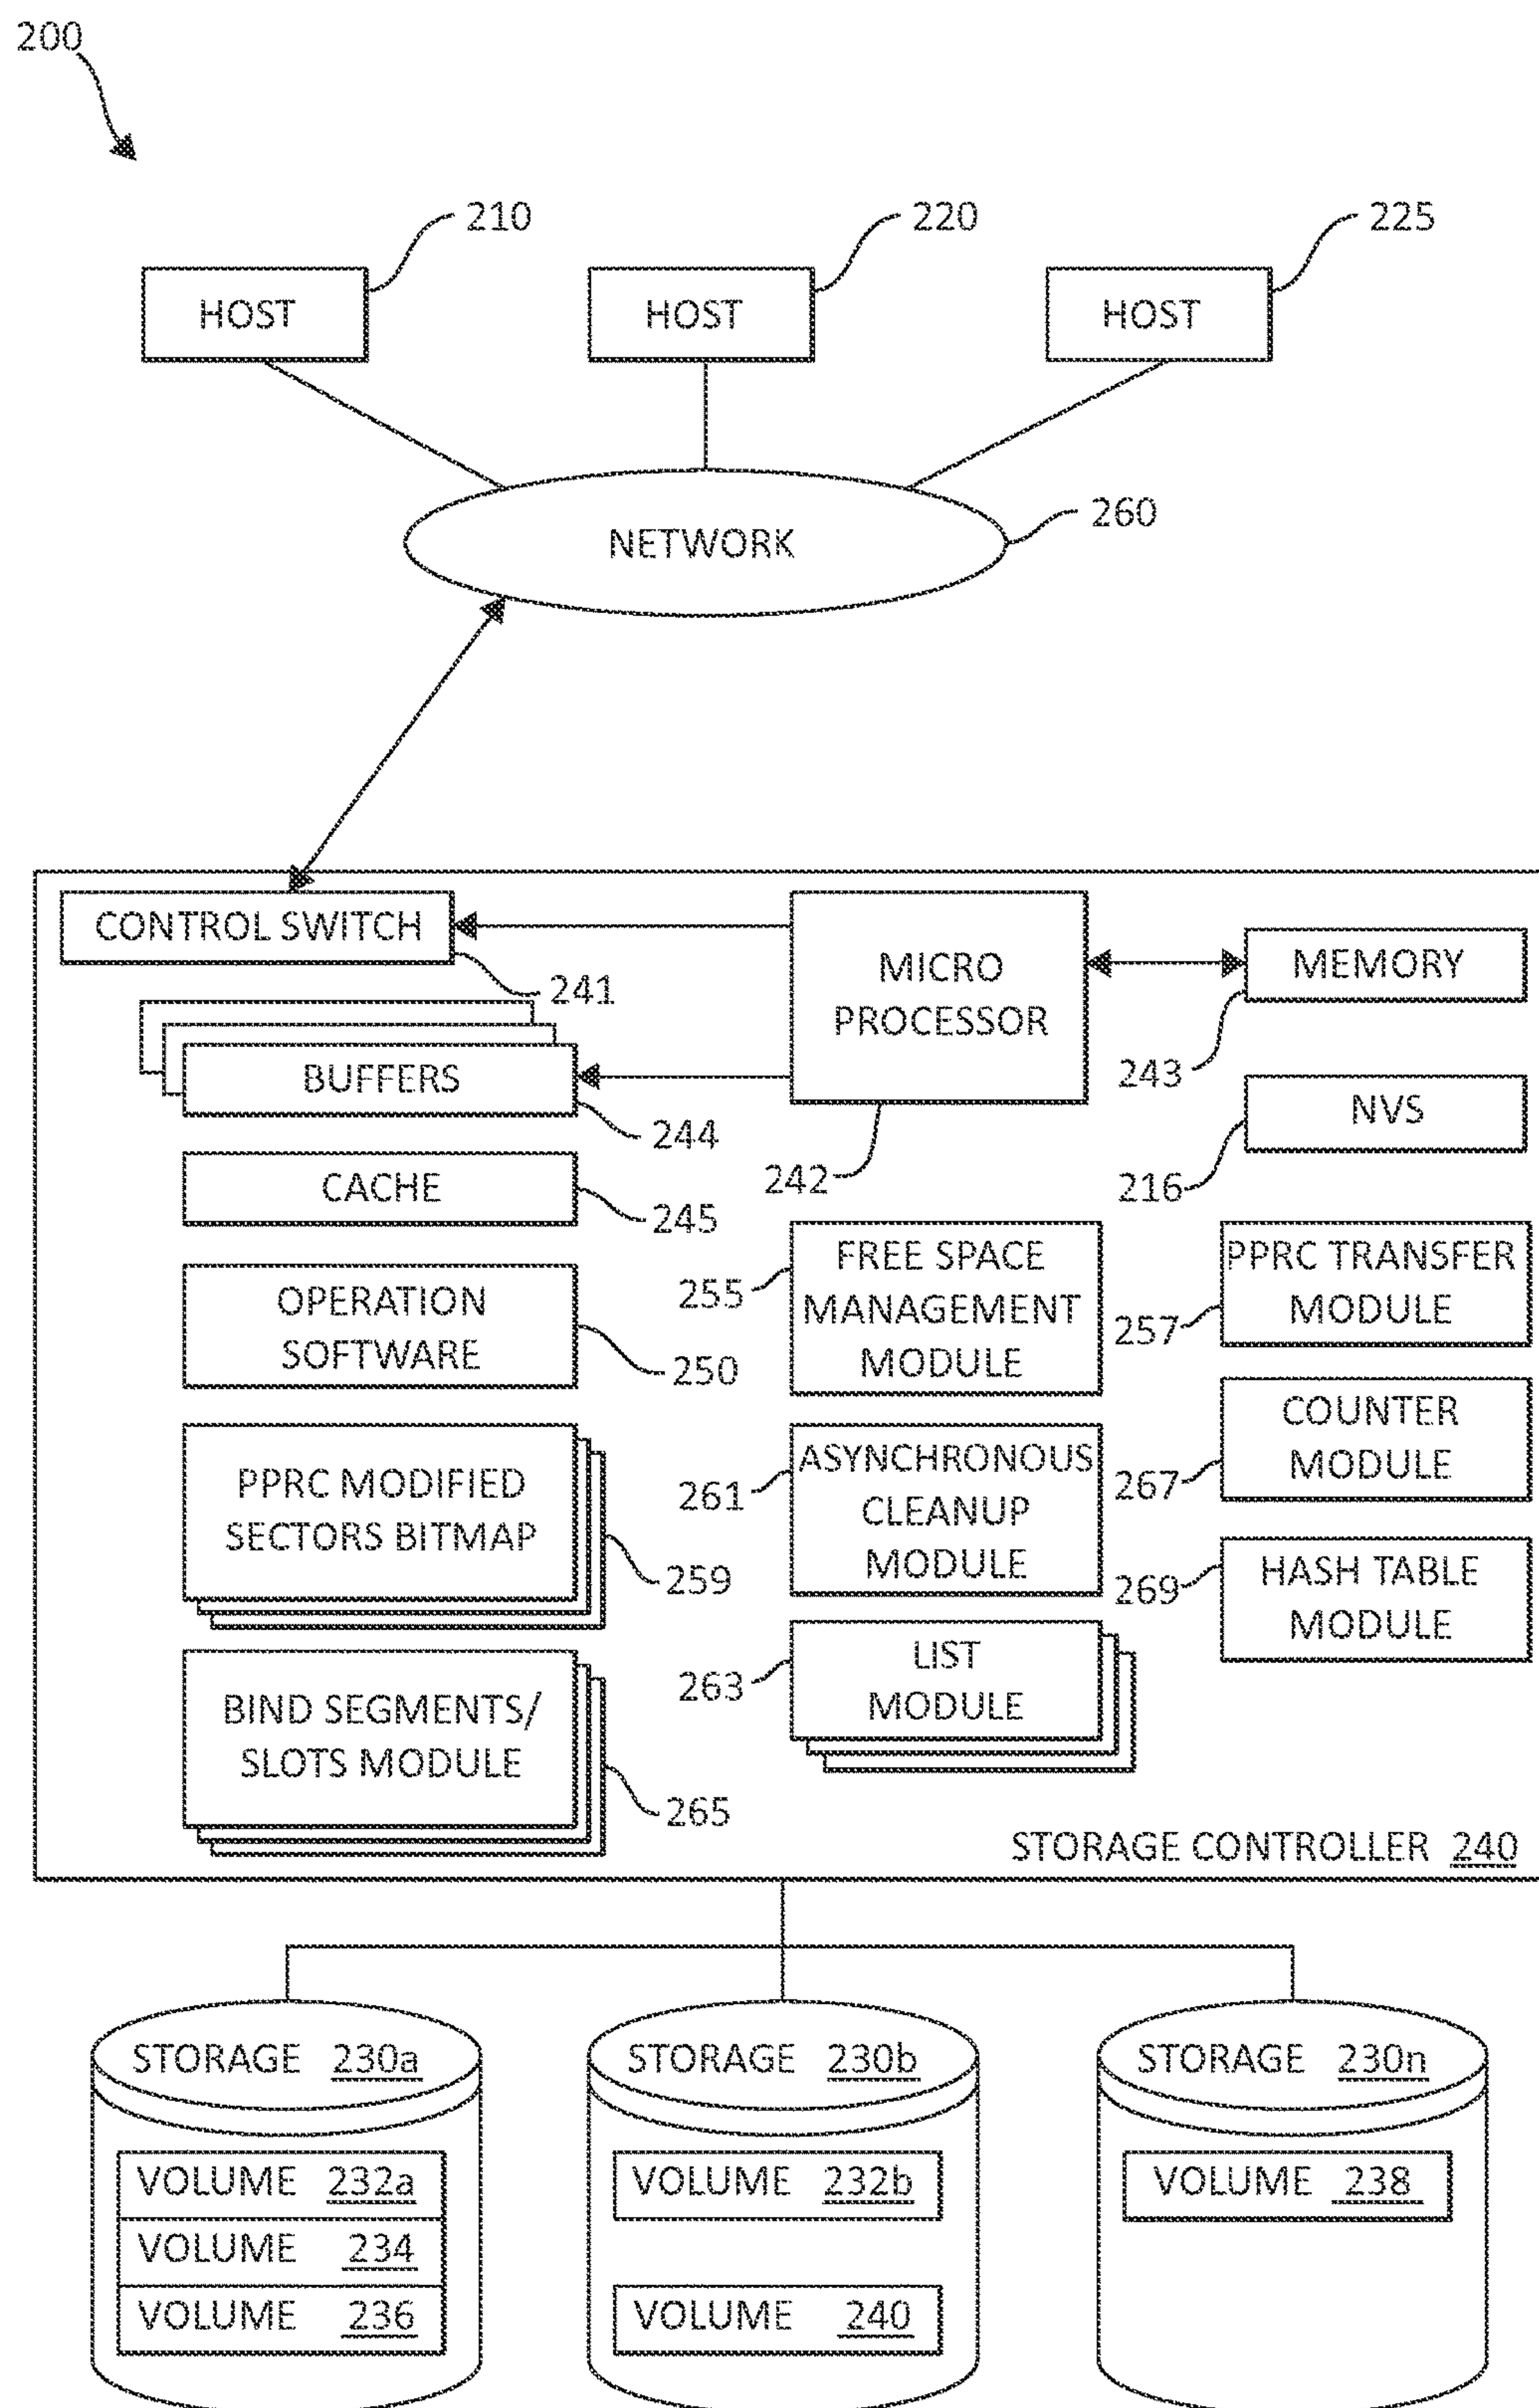 200
210
220
225
HOST
HOST
HOST
NETWORK
260
CONTROL SWITCH
241
MICRO
PROCESSOR
242
MEMORY
243
BUFFERS
244
NVS
216
CACHE
245
OPERATION
SOFTWARE
250
FREE SPACE
MANAGEMENT
MODULE
255
PPRC TRANSFER
MODULE
257
COUNTER
MODULE
267
PPRC MODIFIED
SECTORS BITMAP
259
ASYNCHRONOUS
CLEANUP
MODULE
261
HASH TABLE
MODULE
269
BIND SEGMENTS/
SLOTS MODULE
265
LIST
MODULE
263
STORAGE CONTROLLER 240
STORAGE 230a
VOLUME 232a
VOLUME 234
VOLUME 236
STORAGE 230b
VOLUME 232b
VOLUME 240
STORAGE 230n
VOLUME 238